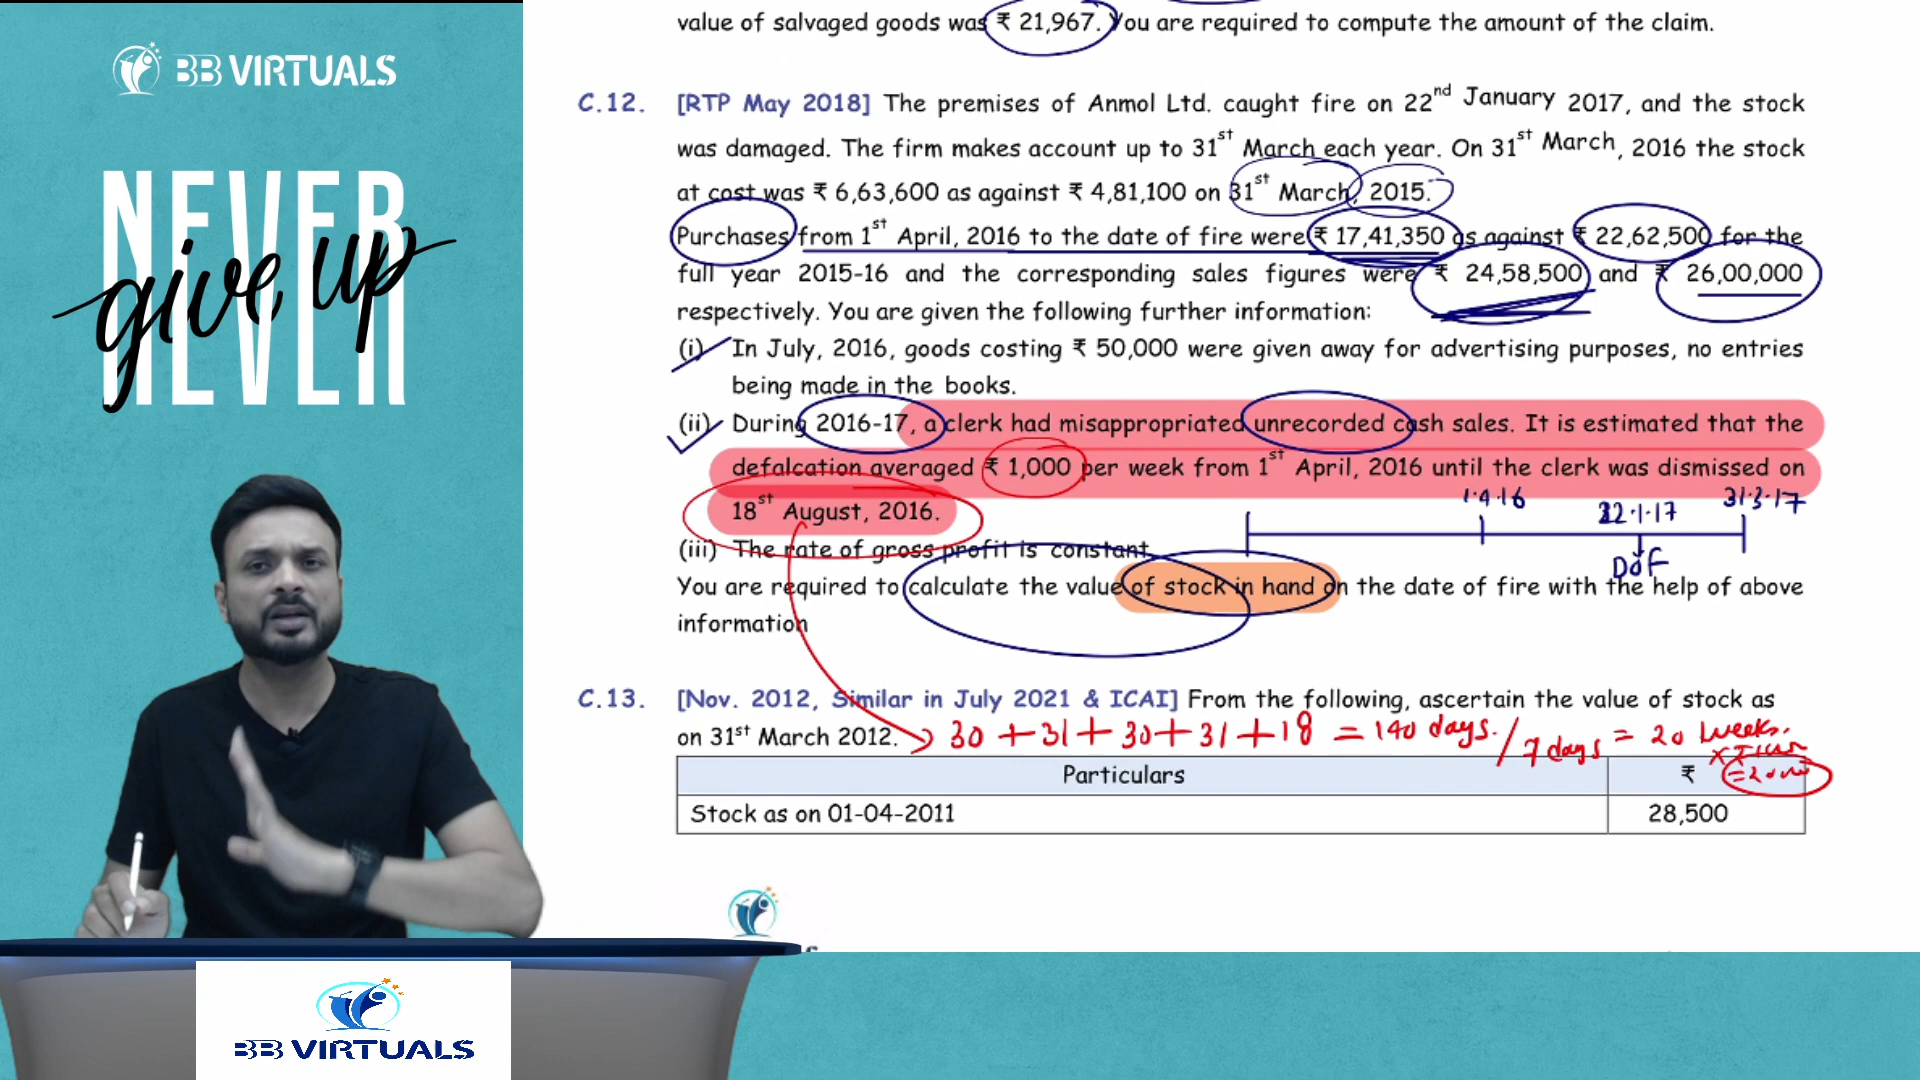 value of salvaged goods was ₹ 21,967. You are required to compute the amount of the claim.
BB VIRTUALS
NEVER
give up
NEVER
C.12. [RTP May 2018] The premises of Anmol Ltd. caught fire on 22nd January 2017, and the stock
was damaged. The firm makes account up to 31st March each year. On 31st March, 2016 the stock
at cost was ₹ 6,63,600 as against ₹ 4,81,100 on 31st March, 2015.
Purchases from 1st April, 2016 to the date of fire were ₹ 17,41,350 as against ₹ 22,62,500 for the
full year 2015-16 and the corresponding sales figures were ₹ 24,58,500 and ₹ 26,00,000
respectively. You are given the following further information:
(i) In July, 2016, goods costing ₹ 50,000 were given away for advertising purposes, no entries
being made in the books.
(ii) During 2016-17, a clerk had misappropriated unrecorded cash sales. It is estimated that the
defalcation averaged ₹ 1,000 per week from 1st April, 2016 until the clerk was dismissed on
18st August, 2016.
1.4.16 22.1.17 31.3.17
(iii) The rate of gross profit is constant
DOF
You are required to calculate the value of stock in hand on the date of fire with the help of above
information
C.13. [Nov. 2012, Similar in July 2021 & ICAI] From the following, ascertain the value of stock as
on 31st March 2012.
30 + 31 + 30 + 31 + 18 = 140 days. / 7 days = 20 weeks.
Particulars ₹
Stock as on 01-04-2011 28,500
BB VIRTUALS